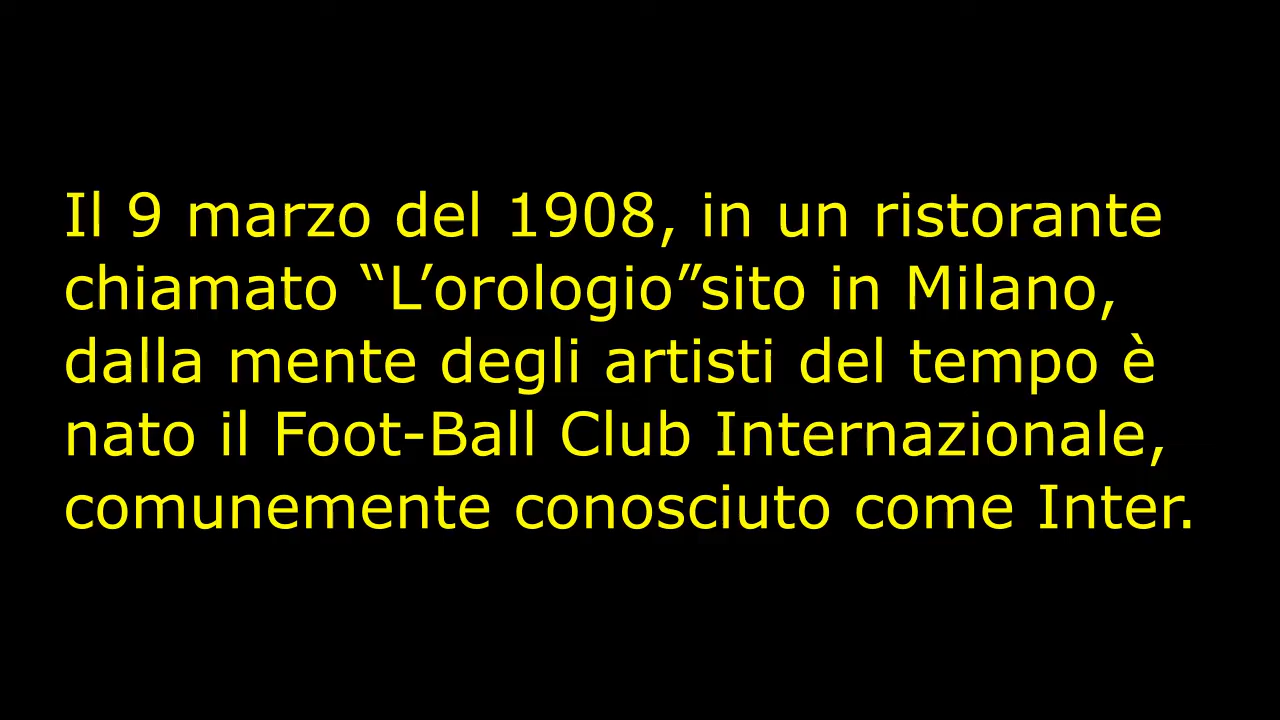 Il 9 marzo del 1908, in un ristorante
chiamato “L’orologio”sito in Milano,
dalla mente degli artisti del tempo è
nato il Foot-Ball Club Internazionale,
comunemente conosciuto come Inter.